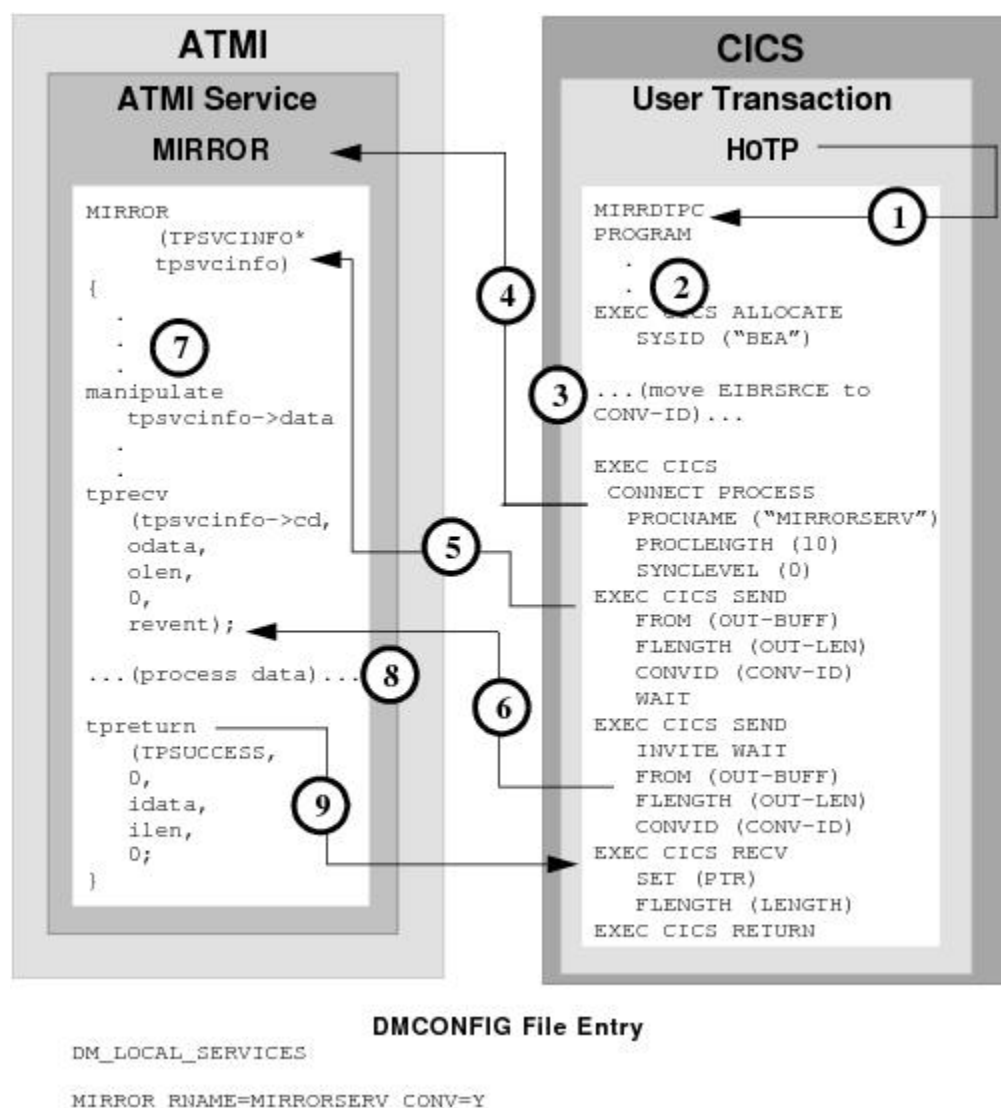 ATMI
ATMI Service
MIRROR
MIRROR
(TPSVCINFO*
tpsvcinfo)
{
.
.
.
7
manipulate
tpsvcinfo->data
.
.
tprecv
(tpsvcinfo->cd,
odata,
olen,
0,
revent);
...(process data)...
8
tpreturn
(TPSUCCESS,
0,
idata,
ilen,
0;
}
9
4
5
6
CICS
User Transaction
H0TP
1
MIRRDTPC
PROGRAM
.
.
2
EXEC CICS ALLOCATE
SYSID ("BEA")
3
...(move EIBRSRCE to
CONV-ID)...
EXEC CICS
CONNECT PROCESS
PROCNAME ("MIRRORSERV")
PROCLENGTH (10)
SYNCLEVEL (0)
EXEC CICS SEND
FROM (OUT-BUFF)
FLENGTH (OUT-LEN)
CONVID (CONV-ID)
WAIT
EXEC CICS SEND
INVITE WAIT
FROM (OUT-BUFF)
FLENGTH (OUT-LEN)
CONVID (CONV-ID)
EXEC CICS RECV
SET (PTR)
FLENGTH (LENGTH)
EXEC CICS RETURN
DMCONFIG File Entry
DM_LOCAL_SERVICES
MIRROR RNAME=MIRRORSERV CONV=Y